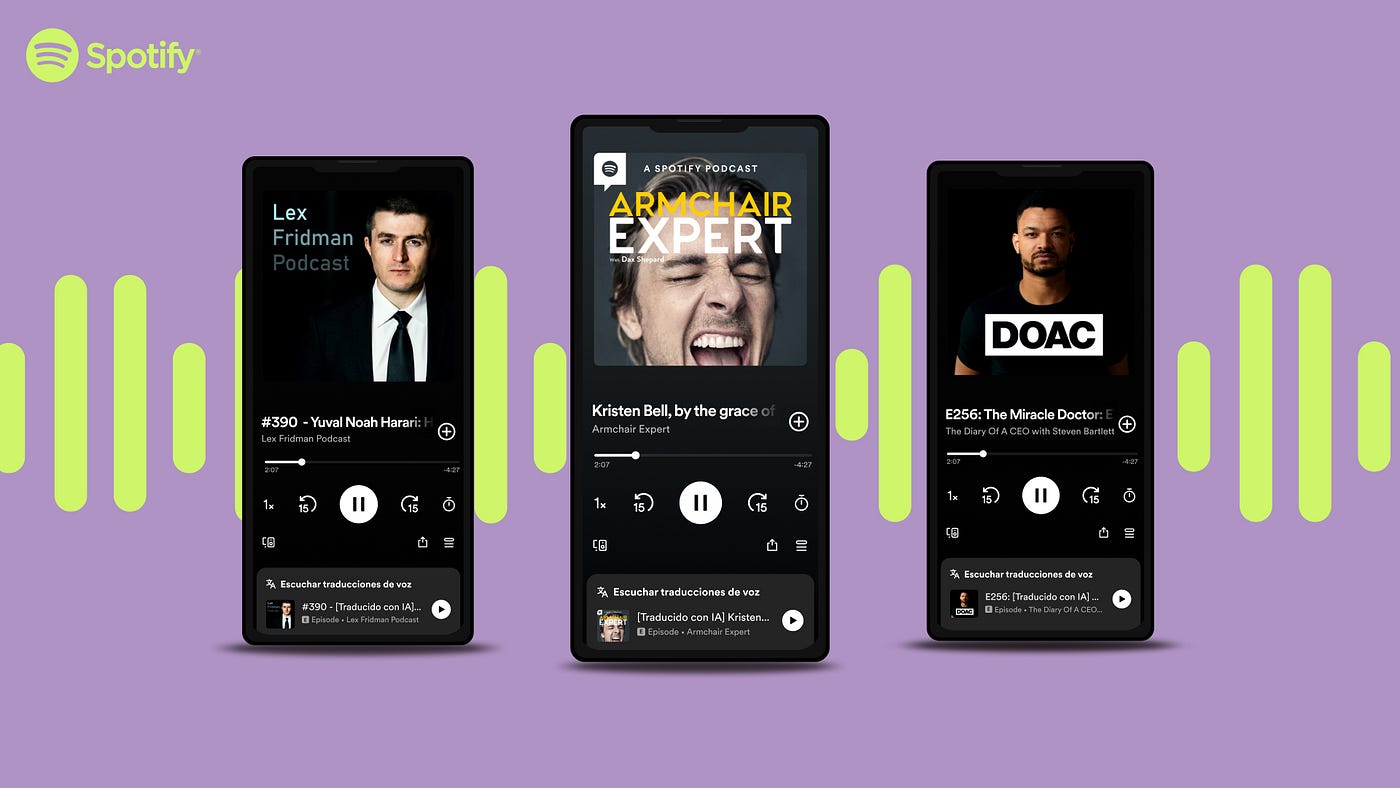 Spotify®
Lex
Fridman
Podcast
#390 - Yuval Noah Harari: H
Lex Fridman Podcast
2:07
-4:27
1x
15
15
Escuchar traducciones de voz
#390 - [Traducido con IA]...
E Episode • Lex Fridman Podcast
A SPOTIFY PODCAST
ARMCHAIR
EXPERT
WITH Dax Shepard
Kristen Bell, by the grace of
Armchair Expert
2:07
-4:27
1x
15
15
Escuchar traducciones de voz
[Traducido con IA] Kristen...
E Episode • Armchair Expert
DOAC
E256: The Miracle Doctor: E
The Diary Of A CEO with Steven Bartlett
2:07
-4:27
1x
15
15
Escuchar traducciones de voz
E256: [Traducido con IA] ...
E Episode • The Diary Of A CEO...
DOAC